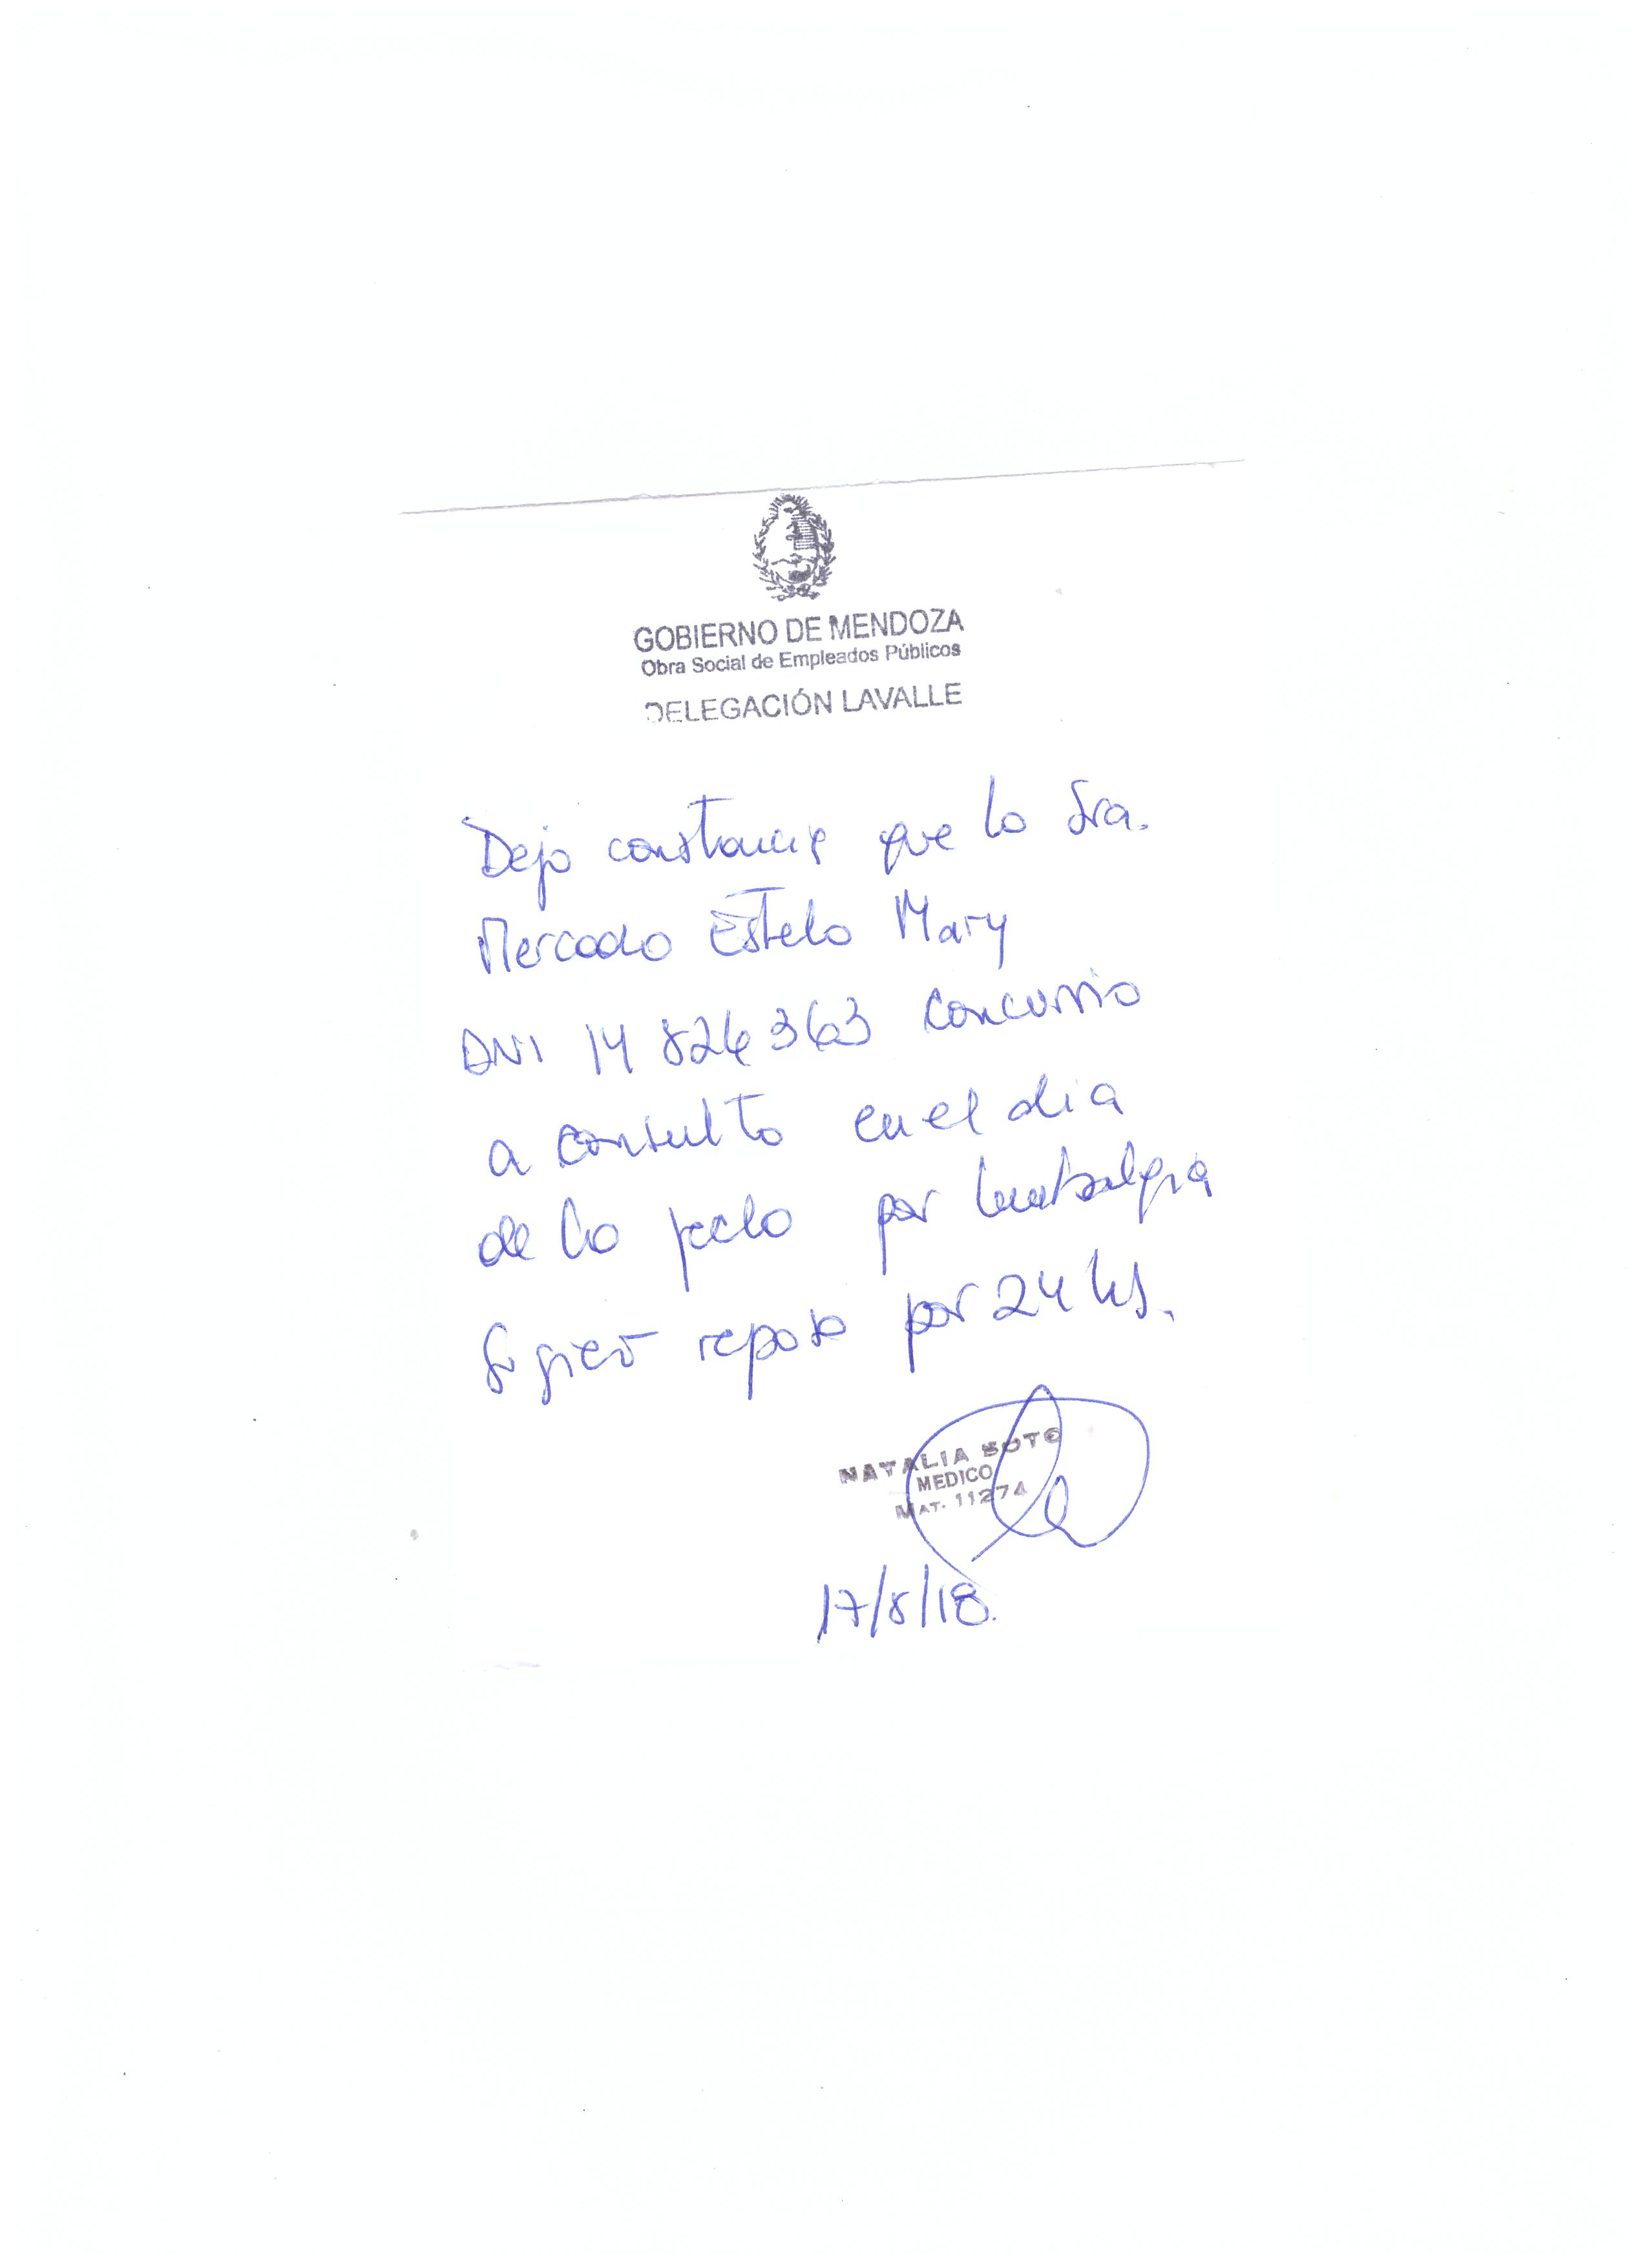 GOBIERNO DE MENDOZA
Obra Social de Empleados Públicos
DELEGACIÓN LAVALLE
Dejo constancia que la Sra.
Mercado Estela Mary
DNI 14 826 363 concurrio
a consulta en el dia
de la fecha por lumbalgia
Sugiero reposo por 24 hs.
NATALIA SOTO
MEDICO
MAT. 11274
17/8/18.